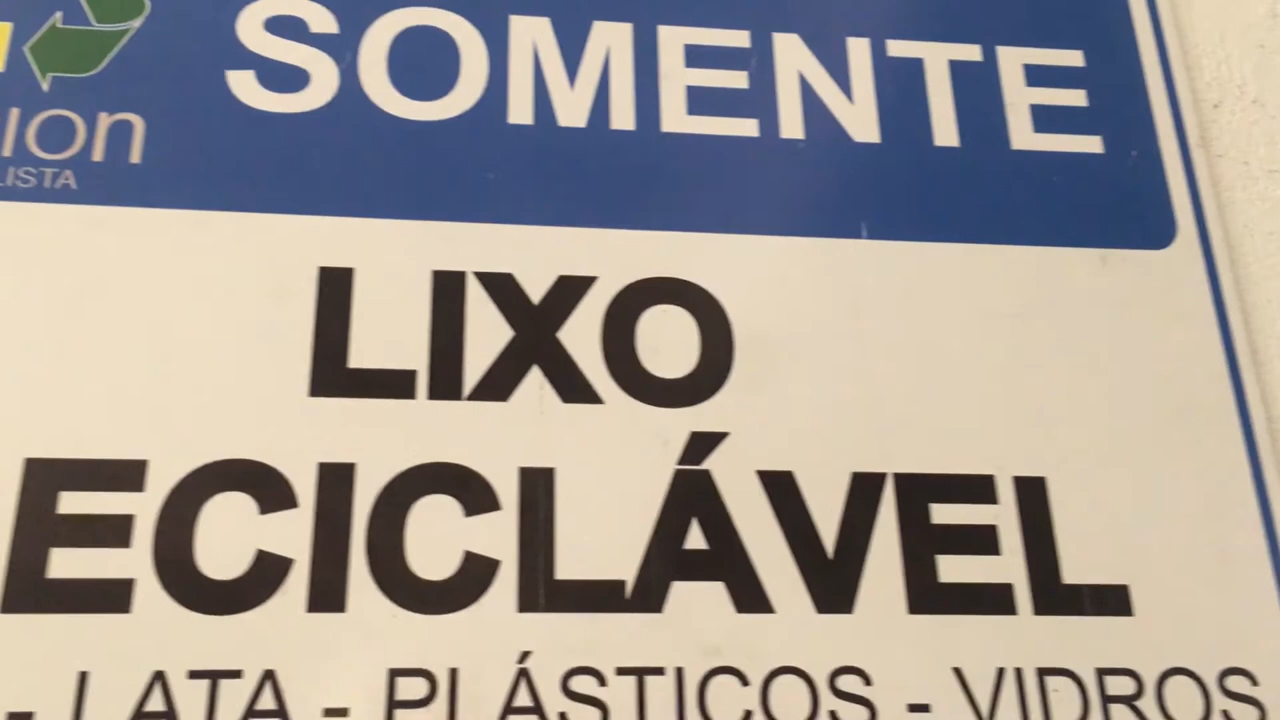 SOMENTE
ion
LISTA
LIXO
ECICLÁVEL
- LATA - PLÁSTICOS - VIDROS